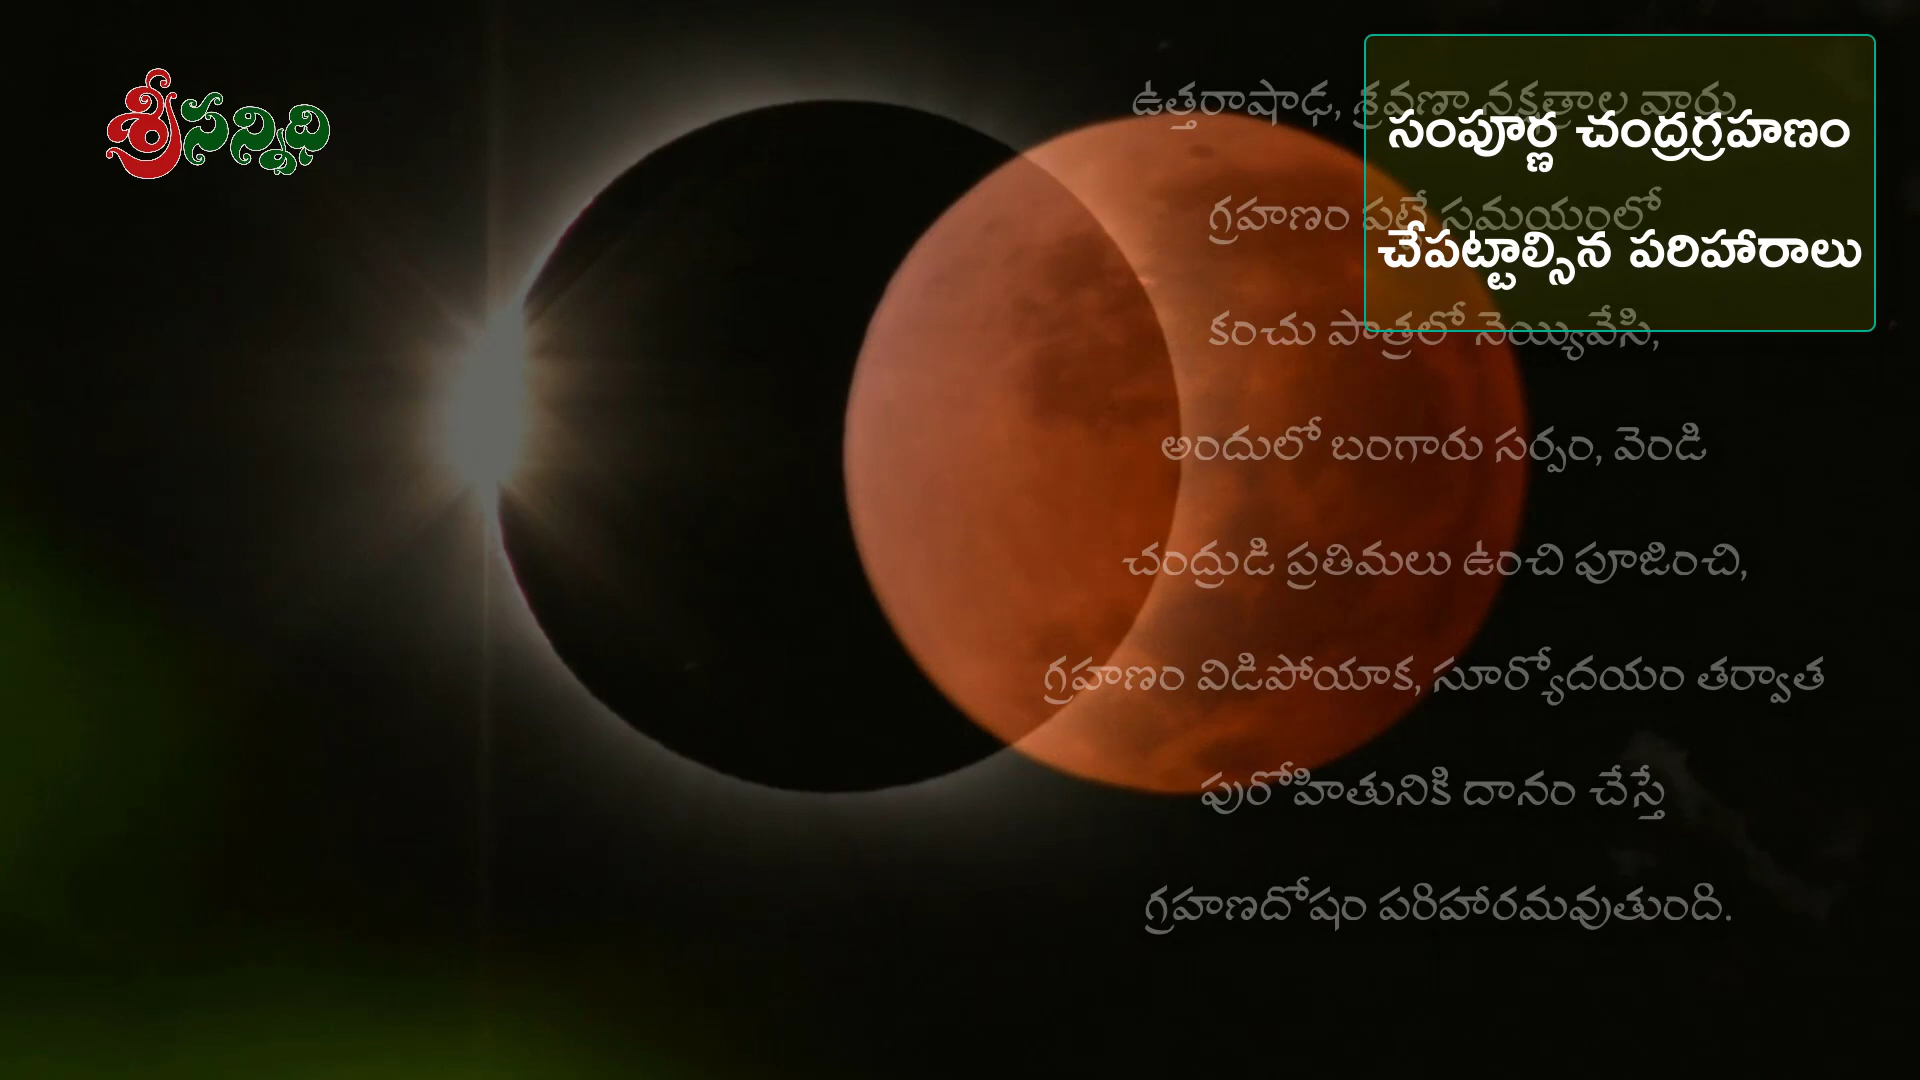 శ్రీసన్నిధి
సంపూర్ణ చంద్రగ్రహణం
చేపట్టాల్సిన పరిహారాలు
ఉత్తరాషాఢ, శ్రవణా నక్షత్రాల వారు
గ్రహణం పట్టే సమయంలో
కంచు పాత్రలో నెయ్యివేసి,
అందులో బంగారు సర్పం, వెండి
చంద్రుడి ప్రతిమలు ఉంచి పూజించి,
గ్రహణం విడిపోయాక, సూర్యోదయం తర్వాత
పురోహితునికి దానం చేస్తే
గ్రహణదోషం పరిహారమవుతుంది.